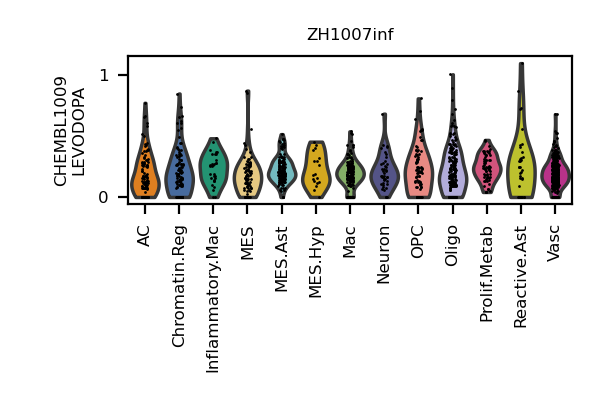 ZH1007inf
CHEMBL1009
LEVODOPA
1
0
AC
Chromatin.Reg
Inflammatory.Mac
MES
MES.Ast
MES.Hyp
Mac
Neuron
OPC
Oligo
Prolif.Metab
Reactive.Ast
Vasc